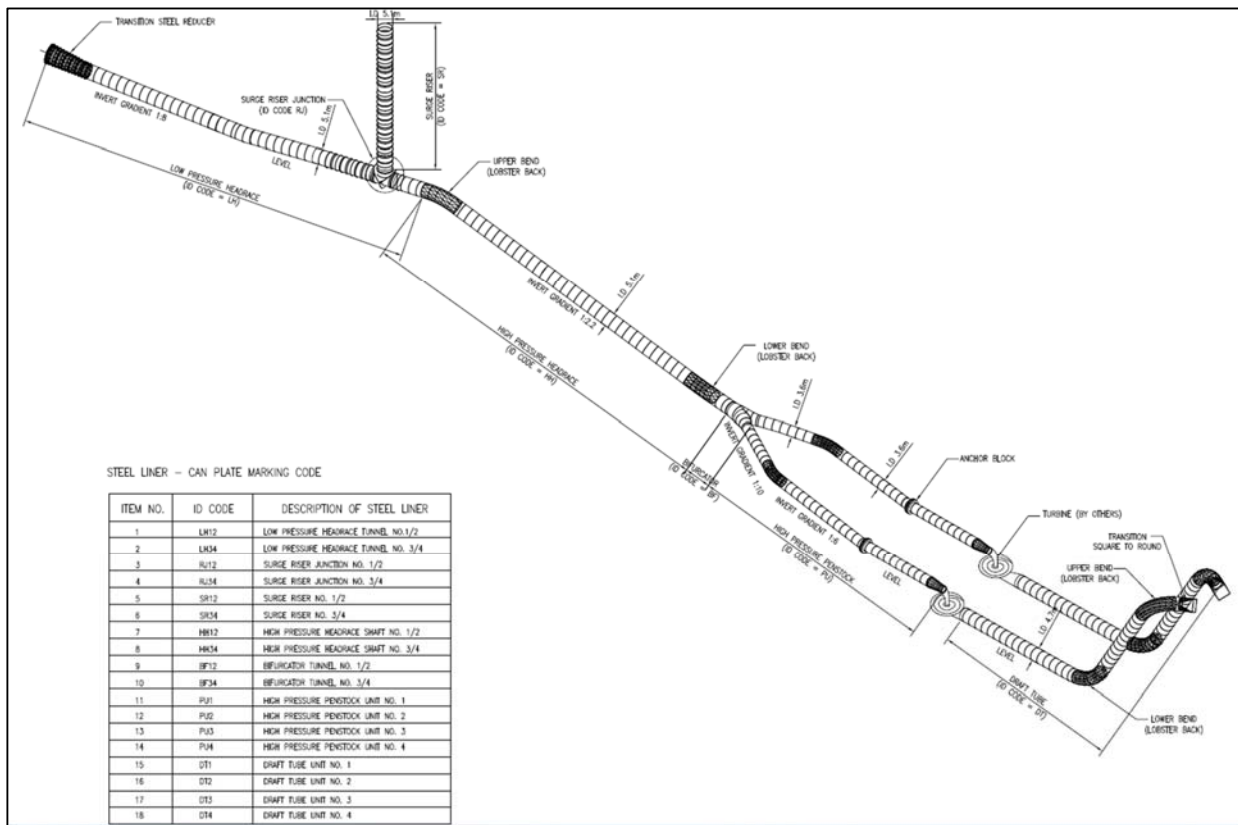 TRANSITION STEEL REDUCER
INVERT GRADIENT 1:8
LOW PRESSURE HEADRACE
(ID CODE = LH)
LEVEL
I.D 5.1m
SURGE RISER JUNCTION
(ID CODE RJ)
I.D 5.1m
SURGE RISER
(ID CODE = SR)
UPPER BEND
(LOBSTER BACK)
I.D 5.1m
INVERT GRADIENT 1:2.2
HIGH PRESSURE HEADRACE
(ID CODE = HH)
LOWER BEND
(LOBSTER BACK)
I.D 3.6m
I.D 3.6m
ANCHOR BLOCK
BIFURCATOR
(ID CODE = BF)
INVERT GRADIENT 1:10
INVERT GRADIENT 1:6
HIGH PRESSURE PENSTOCK
(ID CODE = PU)
LEVEL
TURBINE (BY OTHERS)
TRANSITION
SQUARE TO ROUND
UPPER BEND
(LOBSTER BACK)
LEVEL
DRAFT TUBE
(ID CODE = DT)
LOWER BEND
(LOBSTER BACK)
STEEL LINER - CAN PLATE MARKING CODE
ITEM NO. ID CODE DESCRIPTION OF STEEL LINER
1 LH12 LOW PRESSURE HEADRACE TUNNEL NO.1/2
2 LH34 LOW PRESSURE HEADRACE TUNNEL NO. 3/4
3 RJ12 SURGE RISER JUNCTION NO. 1/2
4 RJ34 SURGE RISER JUNCTION NO. 3/4
5 SR12 SURGE RISER NO. 1/2
6 SR34 SURGE RISER NO. 3/4
7 HH12 HIGH PRESSURE HEADRACE SHAFT NO. 1/2
8 HH34 HIGH PRESSURE HEADRACE SHAFT NO. 3/4
9 BF12 BIFURCATOR TUNNEL NO. 1/2
10 BF34 BIFURCATOR TUNNEL NO. 3/4
11 PU1 HIGH PRESSURE PENSTOCK UNIT NO. 1
12 PU2 HIGH PRESSURE PENSTOCK UNIT NO. 2
13 PU3 HIGH PRESSURE PENSTOCK UNIT NO. 3
14 PU4 HIGH PRESSURE PENSTOCK UNIT NO. 4
15 DT1 DRAFT TUBE UNIT NO. 1
16 DT2 DRAFT TUBE UNIT NO. 2
17 DT3 DRAFT TUBE UNIT NO. 3
18 DT4 DRAFT TUBE UNIT NO. 4